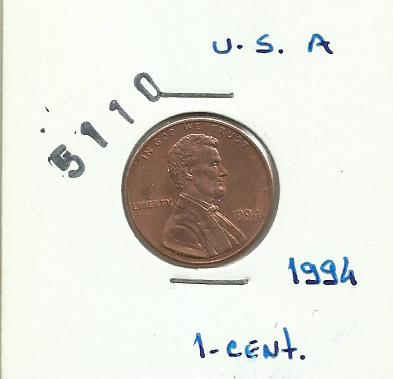 U.S. A
5110
IN GOD WE TRUST
LIBERTY
1994
1994
1-CENT.